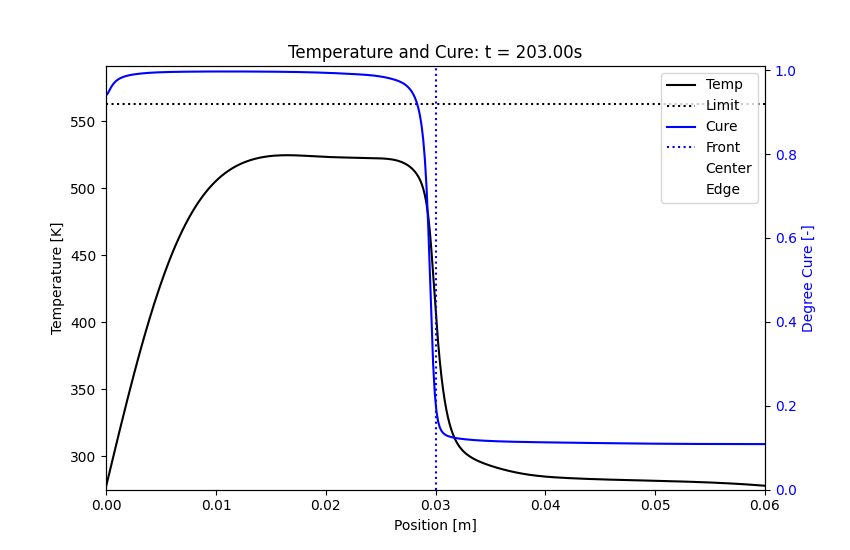 Temperature and Cure: t = 203.00s
Temp
Limit
Cure
Front
Center
Edge
Temperature [K]
550
500
450
400
350
300
1.0
0.8
0.6
0.4
0.2
0.0
Degree Cure [-]
0.00 0.01 0.02 0.03 0.04 0.05 0.06
Position [m]